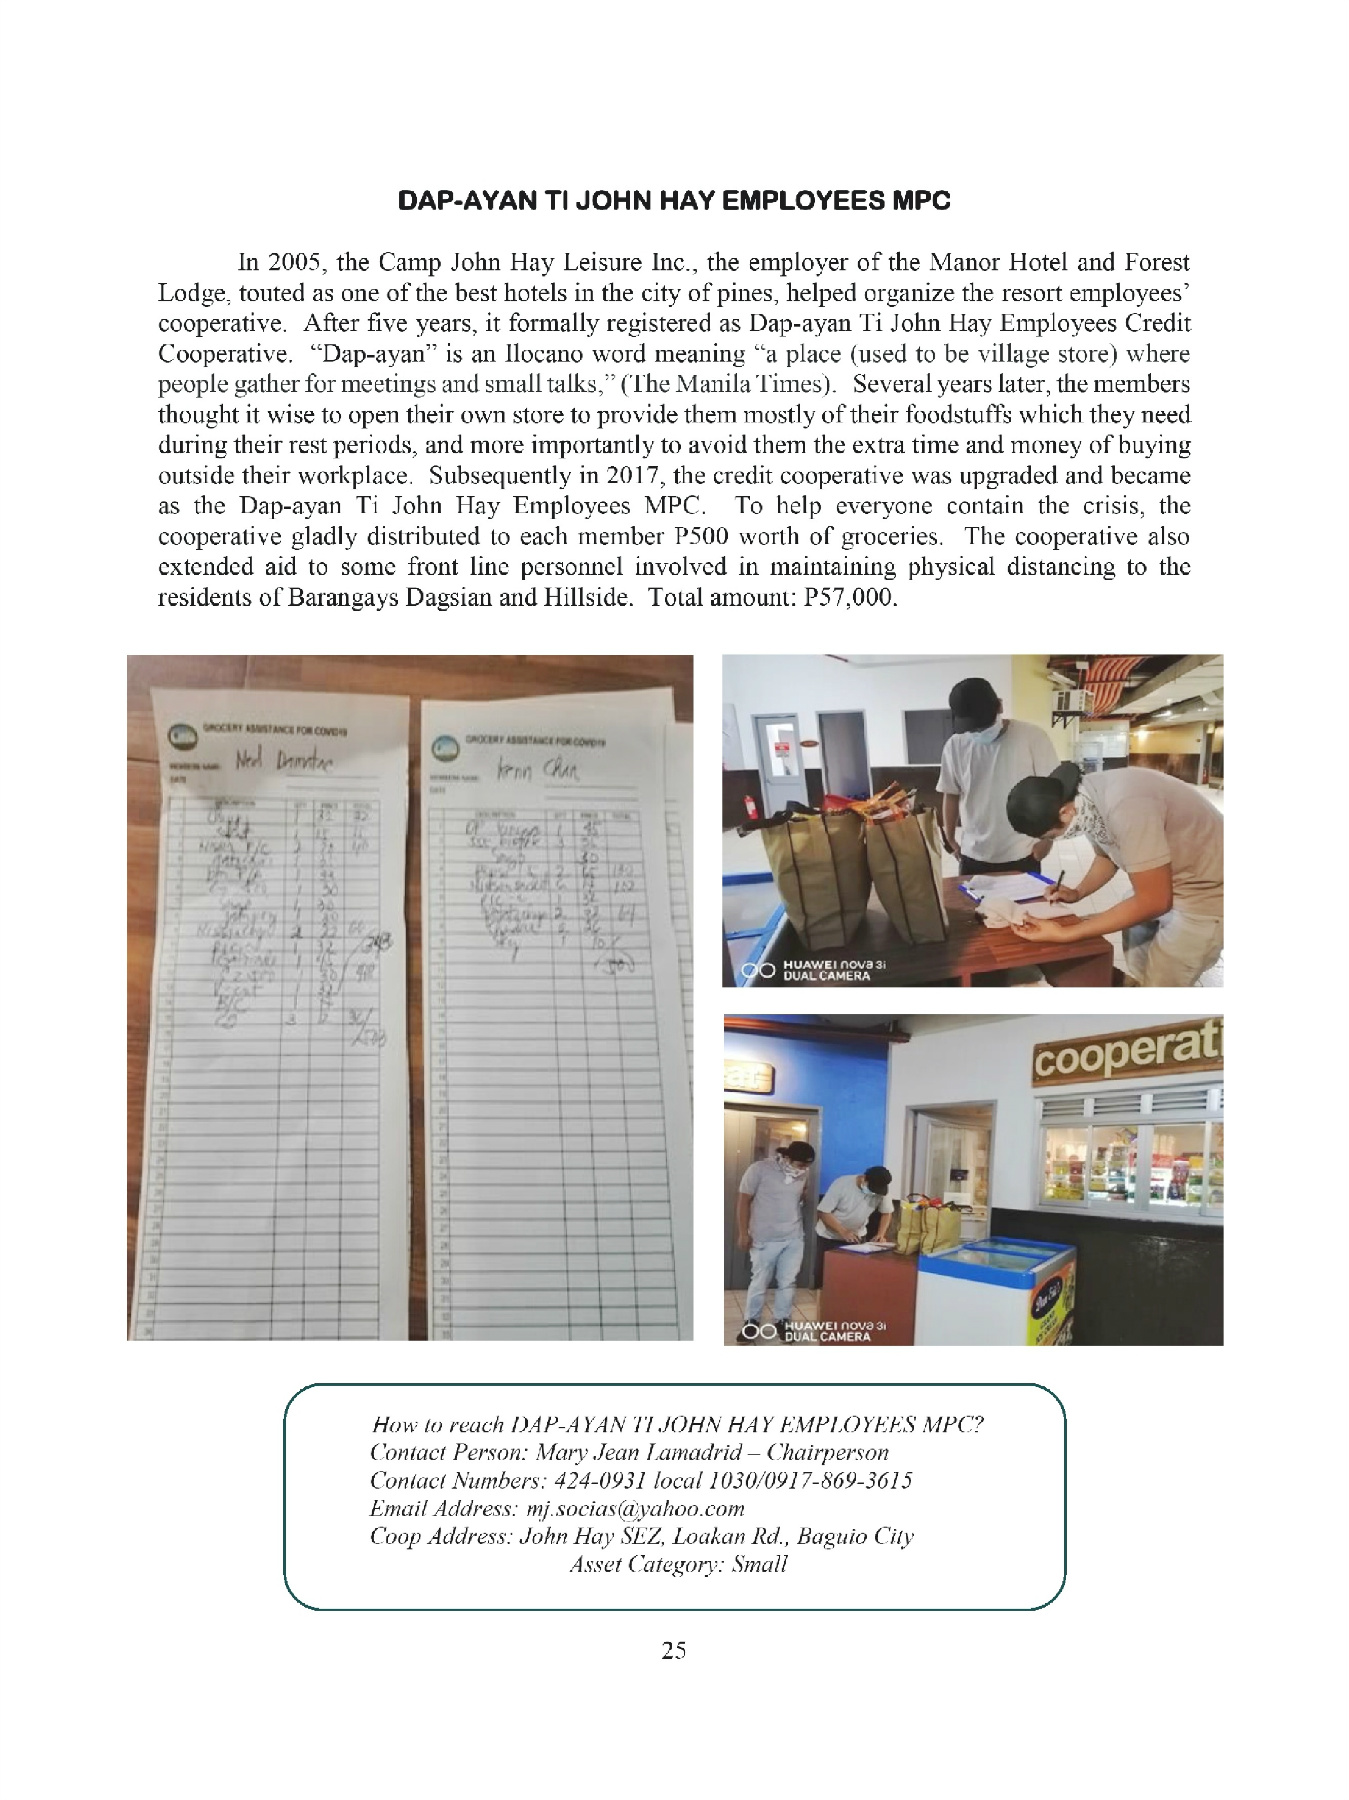 DAP-AYAN TI JOHN HAY EMPLOYEES MPC
In 2005, the Camp John Hay Leisure Inc., the employer of the Manor Hotel and Forest
Lodge, touted as one of the best hotels in the city of pines, helped organize the resort employees’
cooperative. After five years, it formally registered as Dap-ayan Ti John Hay Employees Credit
Cooperative. “Dap-ayan” is an Ilocano word meaning “a place (used to be village store) where
people gather for meetings and small talks,” (The Manila Times). Several years later, the members
thought it wise to open their own store to provide them mostly of their foodstuffs which they need
during their rest periods, and more importantly to avoid them the extra time and money of buying
outside their workplace. Subsequently in 2017, the credit cooperative was upgraded and became
as the Dap-ayan Ti John Hay Employees MPC. To help everyone contain the crisis, the
cooperative gladly distributed to each member P500 worth of groceries. The cooperative also
extended aid to some front line personnel involved in maintaining physical distancing to the
residents of Barangays Dagsian and Hillside. Total amount: P57,000.
GROCERY ASSISTANCE FOR COVID19
GROCERY ASSISTANCE FOR COVID19
HUAWEI nova 3i
DUAL CAMERA
cooperati
HUAWEI nova 3i
DUAL CAMERA
How to reach DAP-AYAN TI JOHN HAY EMPLOYEES MPC?
Contact Person: Mary Jean Lamadrid – Chairperson
Contact Numbers: 424-0931 local 1030/0917-869-3615
Email Address: mj.socias@yahoo.com
Coop Address: John Hay SEZ, Loakan Rd., Baguio City
Asset Category: Small
25